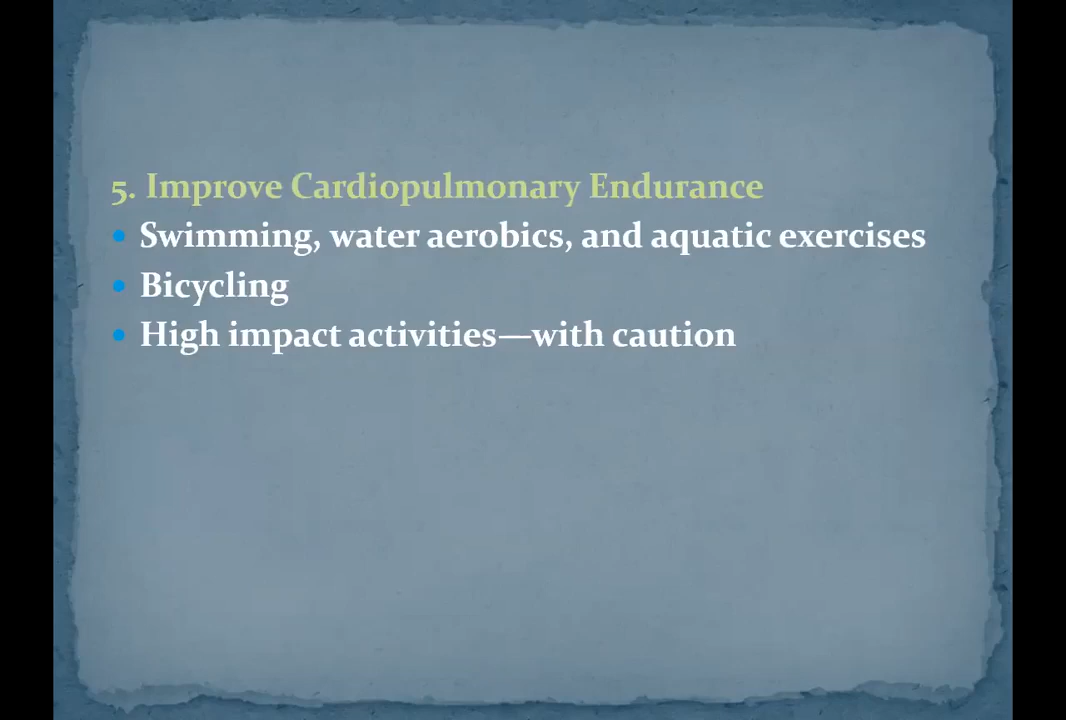 5. Improve Cardiopulmonary Endurance
• Swimming, water aerobics, and aquatic exercises
• Bicycling
• High impact activities—with caution